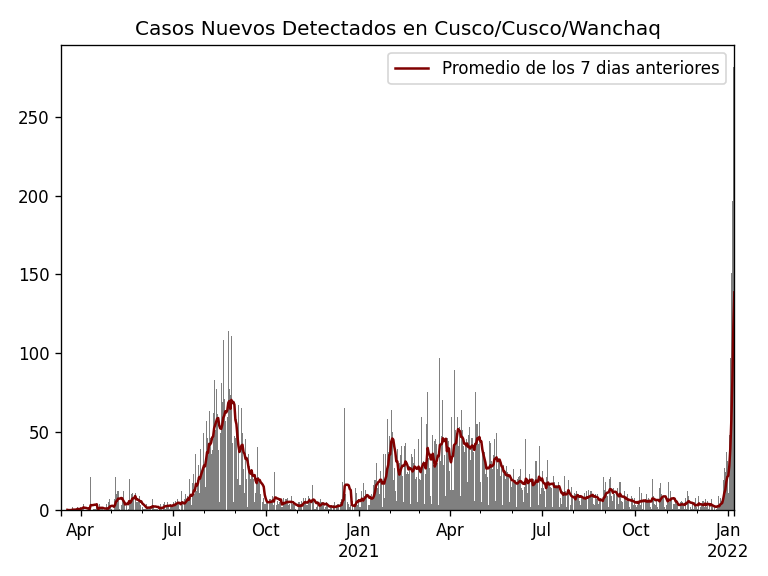 Casos Nuevos Detectados en Cusco/Cusco/Wanchaq
Promedio de los 7 dias anteriores
250
200
150
100
50
0
Apr Jul Oct Jan Apr Jul Oct Jan
2021 2022